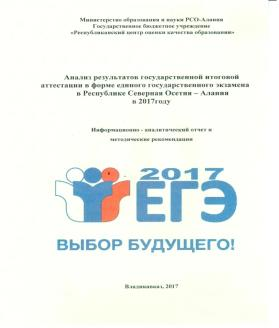 Министерство образования и науки РСО-Алания
Государственное бюджетное учреждение
«Республиканский центр оценки качества образования»
Анализ результатов государственной итоговой
аттестации в форме единого государственного экзамена
в Республике Северная Осетия – Алания
в 2017году
Информационно - аналитический отчет и
методические рекомендации
2017
ЕГЭ
ВЫБОР БУДУЩЕГО!
Владикавказ, 2017